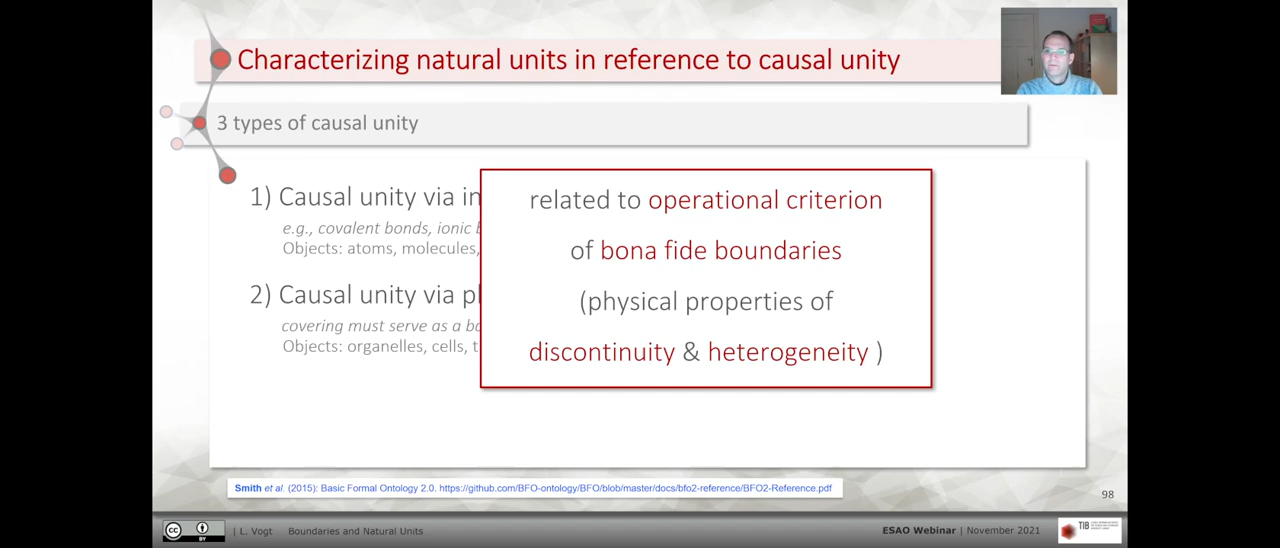 Characterizing natural units in reference to causal unity
3 types of causal unity
1) Causal unity via in
e.g., covalent bonds, ionic
Objects: atoms, molecules,
2) Causal unity via pl
covering must serve as a
Objects: organelles, cells,
related to operational criterion
of bona fide boundaries
(physical properties of
discontinuity & heterogeneity )
Smith et al. (2015): Basic Formal Ontology 2.0. https://github.com/BFO-ontology/BFO/blob/master/docs/bfo2-reference/BFO2-Reference.pdf
98
cc BY | L. Vogt Boundaries and Natural Units ESAO Webinar | November 2021 TIB